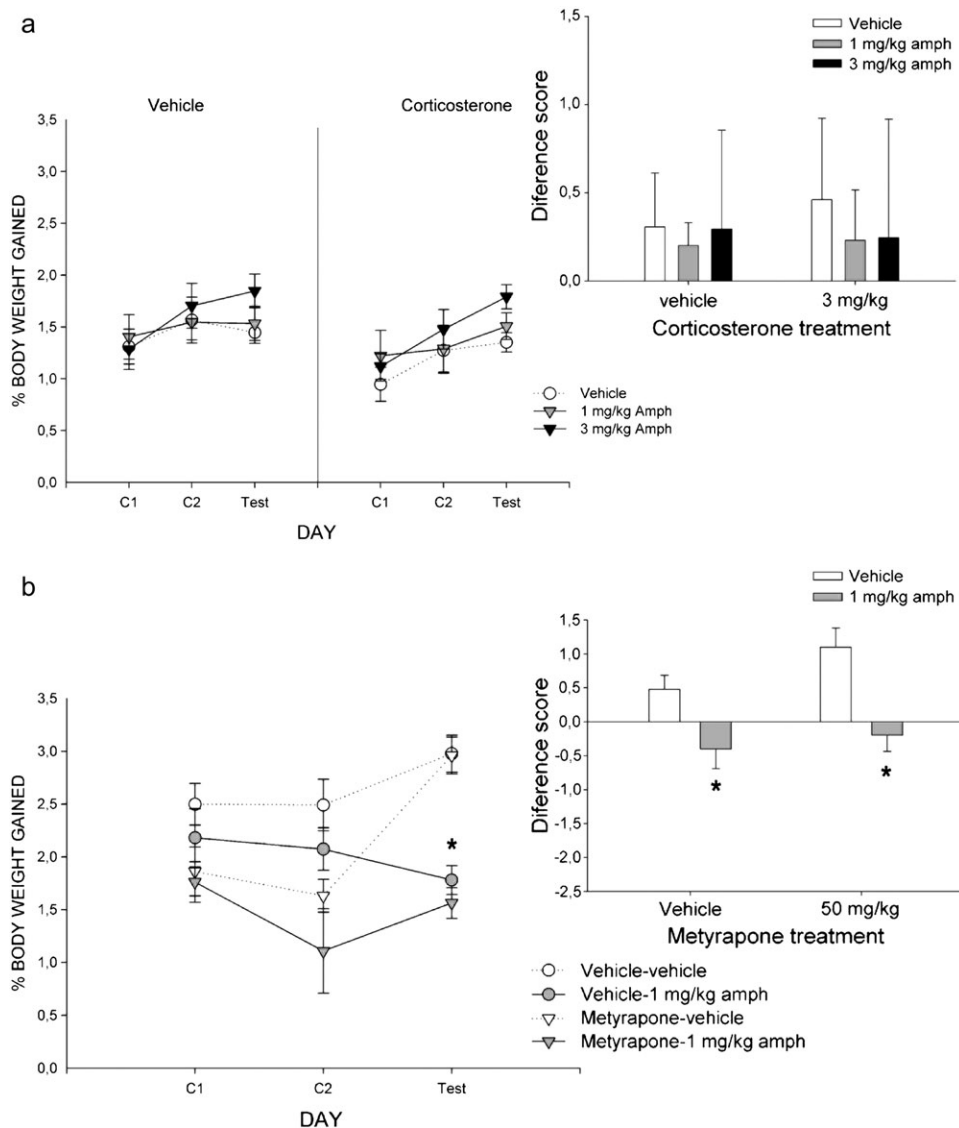 a
Vehicle
Corticosterone
% BODY WEIGHT GAINED
3,5
3,0
2,5
2,0
1,5
1,0
0,5
0,0
C1
C2
Test
C1
C2
Test
DAY
Vehicle
1 mg/kg Amph
3 mg/kg Amph
Vehicle
1 mg/kg amph
3 mg/kg amph
Diference score
1,5
1,0
0,5
0,0
vehicle
3 mg/kg
Corticosterone treatment
b
% BODY WEIGHT GAINED
3,5
3,0
2,5
2,0
1,5
1,0
0,5
0,0
*
C1
C2
Test
DAY
Vehicle
1 mg/kg amph
Diference score
1,5
1,0
0,5
0,0
-0,5
-1,0
-1,5
-2,0
-2,5
*
*
Vehicle
50 mg/kg
Metyrapone treatment
Vehicle-vehicle
Vehicle-1 mg/kg amph
Metyrapone-vehicle
Metyrapone-1 mg/kg amph